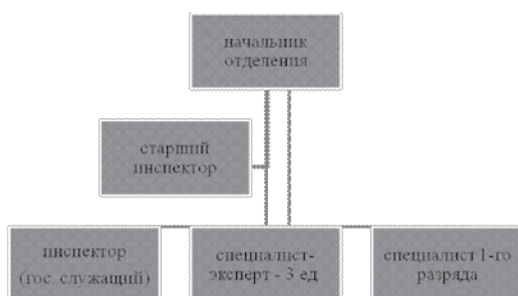 начальник
отделения
старший
инспектор
инспектор
(гос. служащий)
специалист-
эксперт - 3 ед
специалист 1-го
разряда